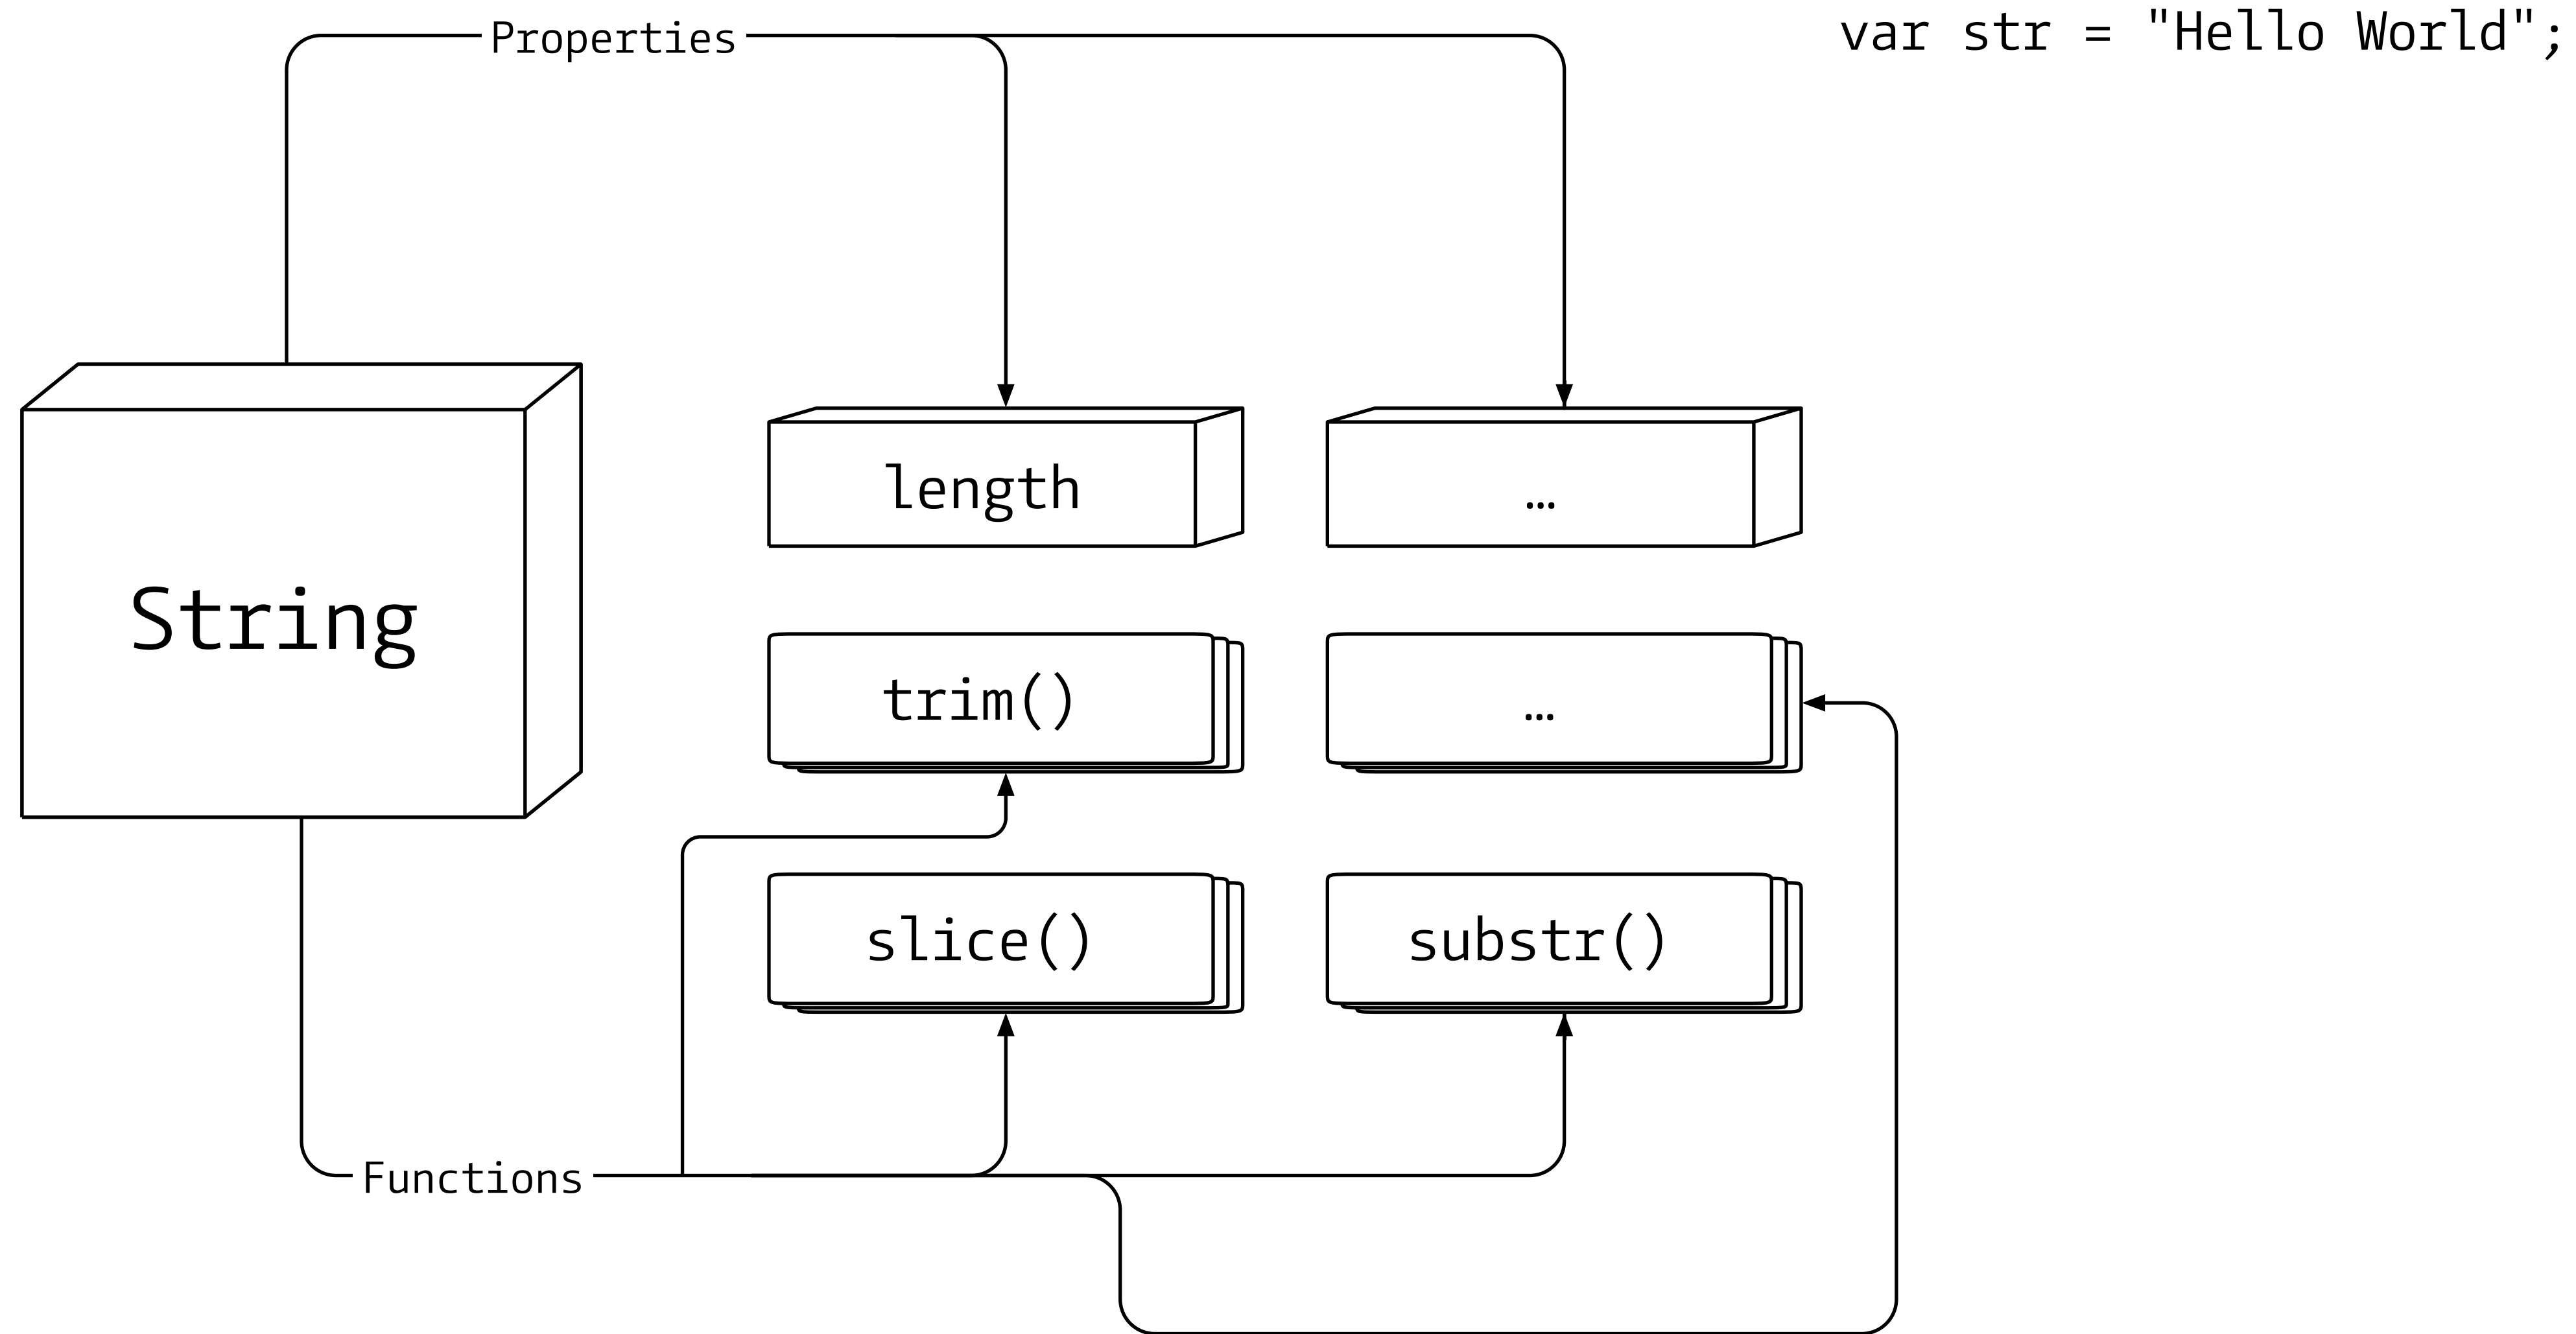 Properties
var str = "Hello World";
length
…
String
trim()
…
slice()
substr()
Functions